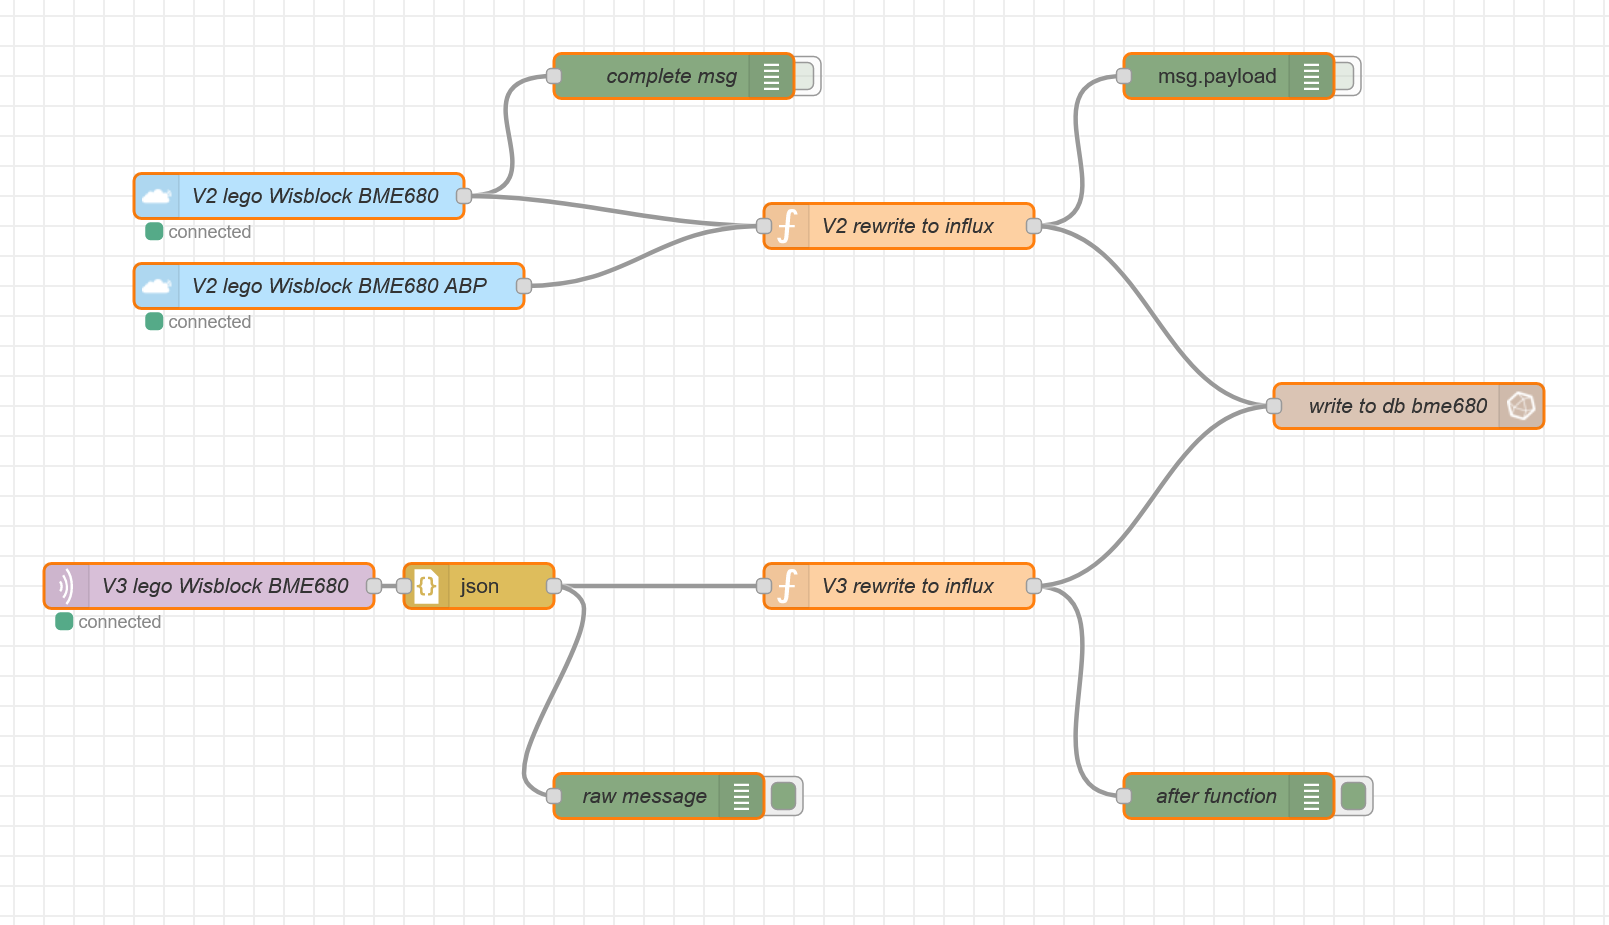 complete msg
msg.payload
V2 lego Wisblock BME680
connected
V2 rewrite to influx
V2 lego Wisblock BME680 ABP
connected
write to db bme680
V3 lego Wisblock BME680
connected
{} json
V3 rewrite to influx
raw message
after function